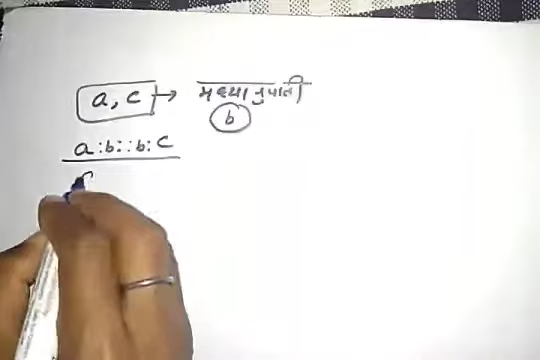 a, c → मध्यानुपाती
b
a : b : : b : c